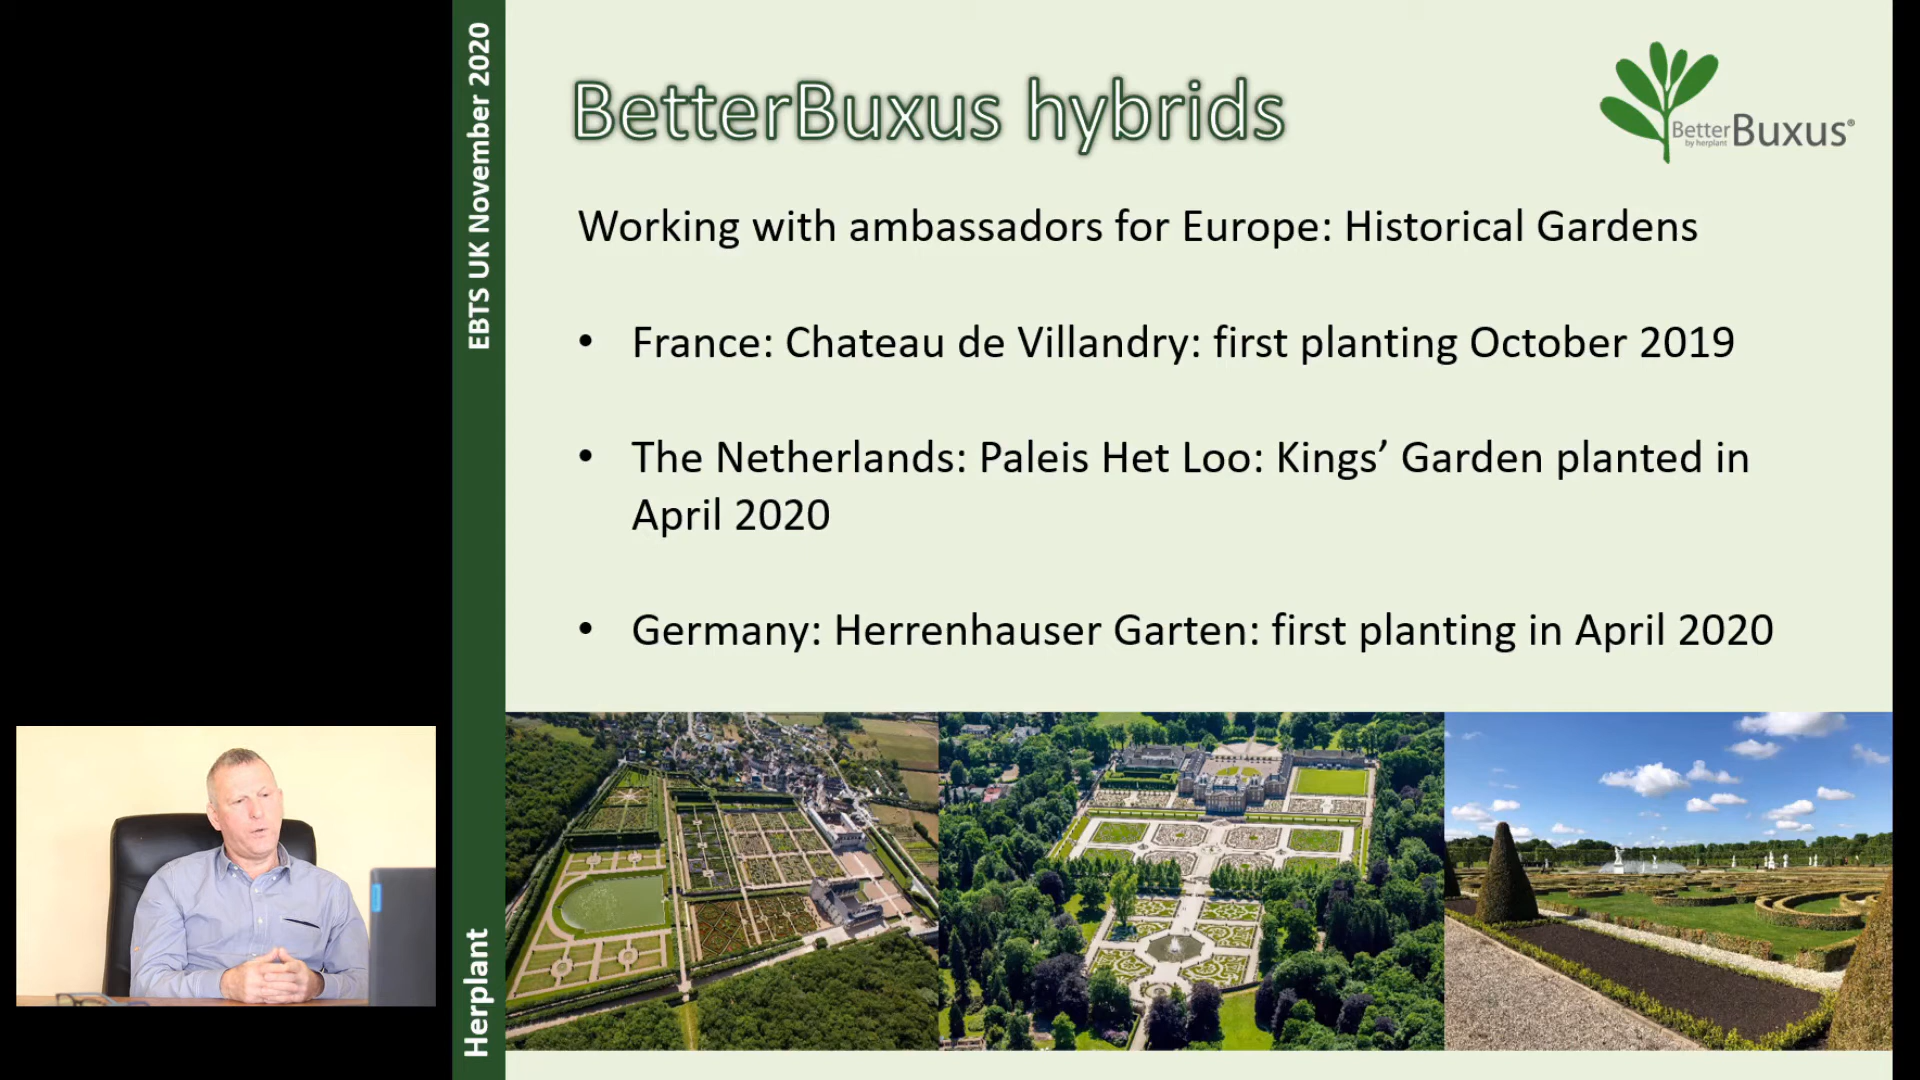 EBTS UK November 2020
Herplant
BetterBuxus hybrids
Better Buxus®
by herplant
Working with ambassadors for Europe: Historical Gardens
• France: Chateau de Villandry: first planting October 2019
• The Netherlands: Paleis Het Loo: Kings’ Garden planted in
April 2020
• Germany: Herrenhauser Garten: first planting in April 2020